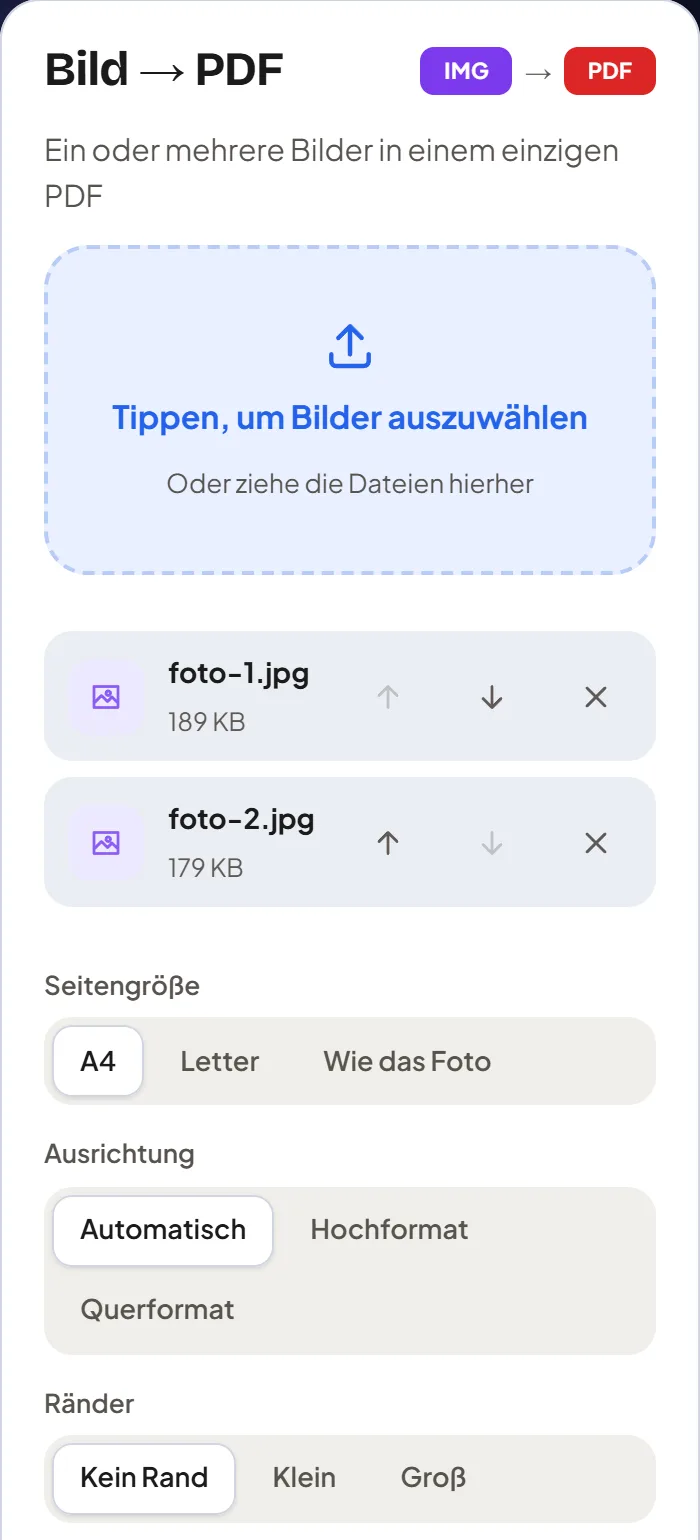 Bild → PDF
IMG → PDF
Ein oder mehrere Bilder in einem einzigen
PDF
Tippen, um Bilder auszuwählen
Oder ziehe die Dateien hierher
foto-1.jpg
189 KB
foto-2.jpg
179 KB
Seitengröße
A4 Letter Wie das Foto
Ausrichtung
Automatisch Hochformat
Querformat
Ränder
Kein Rand Klein Groß